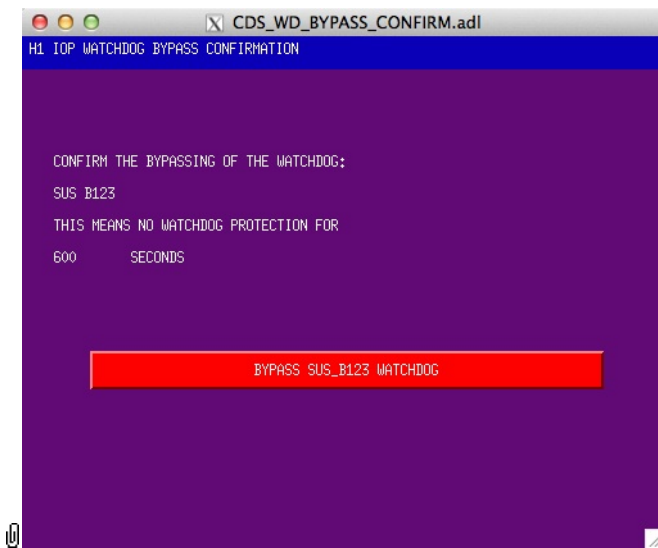 CDS_WD_BYPASS_CONFIRM.adl
H1 IOP WATCHDOG BYPASS CONFIRMATION
CONFIRM THE BYPASSING OF THE WATCHDOG:
SUS B123
THIS MEANS NO WATCHDOG PROTECTION FOR
600 SECONDS
BYPASS SUS_B123 WATCHDOG